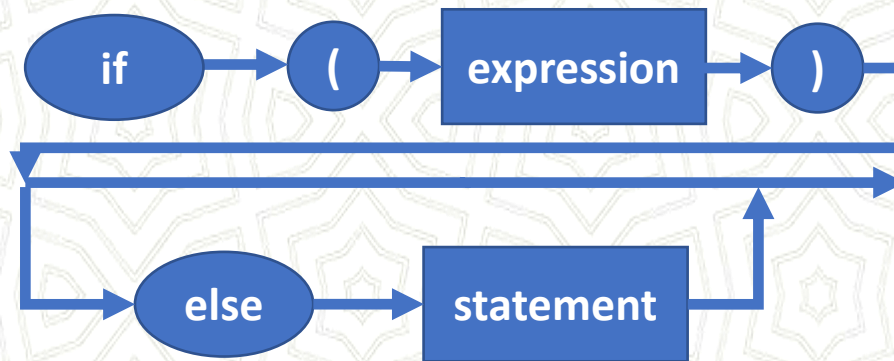 if ( expression )
else statement